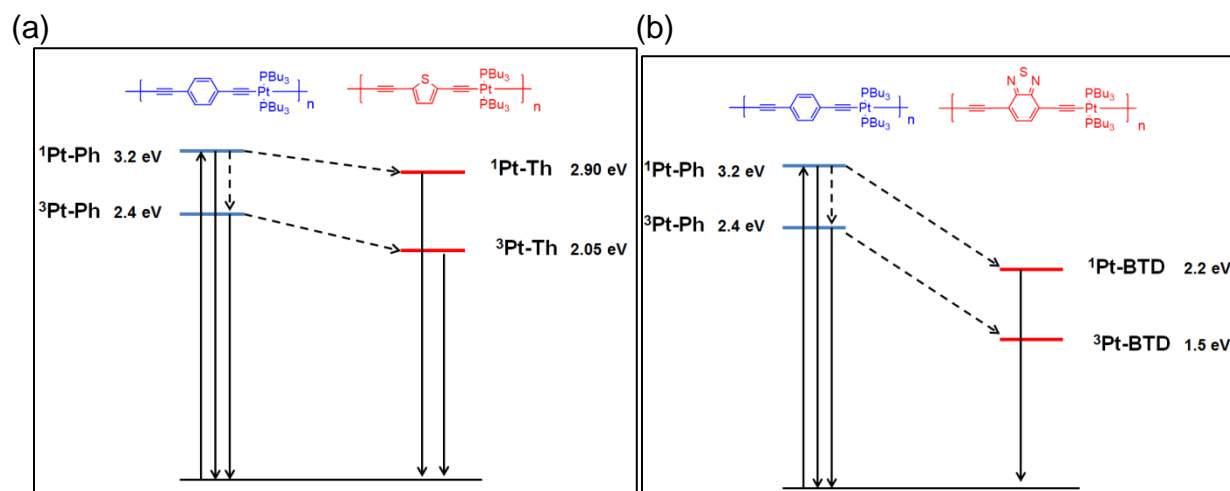 (a)
(b)
PBu3
Pt
PBu3
n
S
PBu3
Pt
PBu3
n
1Pt-Ph 3.2 eV
3Pt-Ph 2.4 eV
1Pt-Th 2.90 eV
3Pt-Th 2.05 eV
PBu3
Pt
PBu3
n
S
N N
PBu3
Pt
PBu3
n
1Pt-Ph 3.2 eV
3Pt-Ph 2.4 eV
1Pt-BTD 2.2 eV
3Pt-BTD 1.5 eV